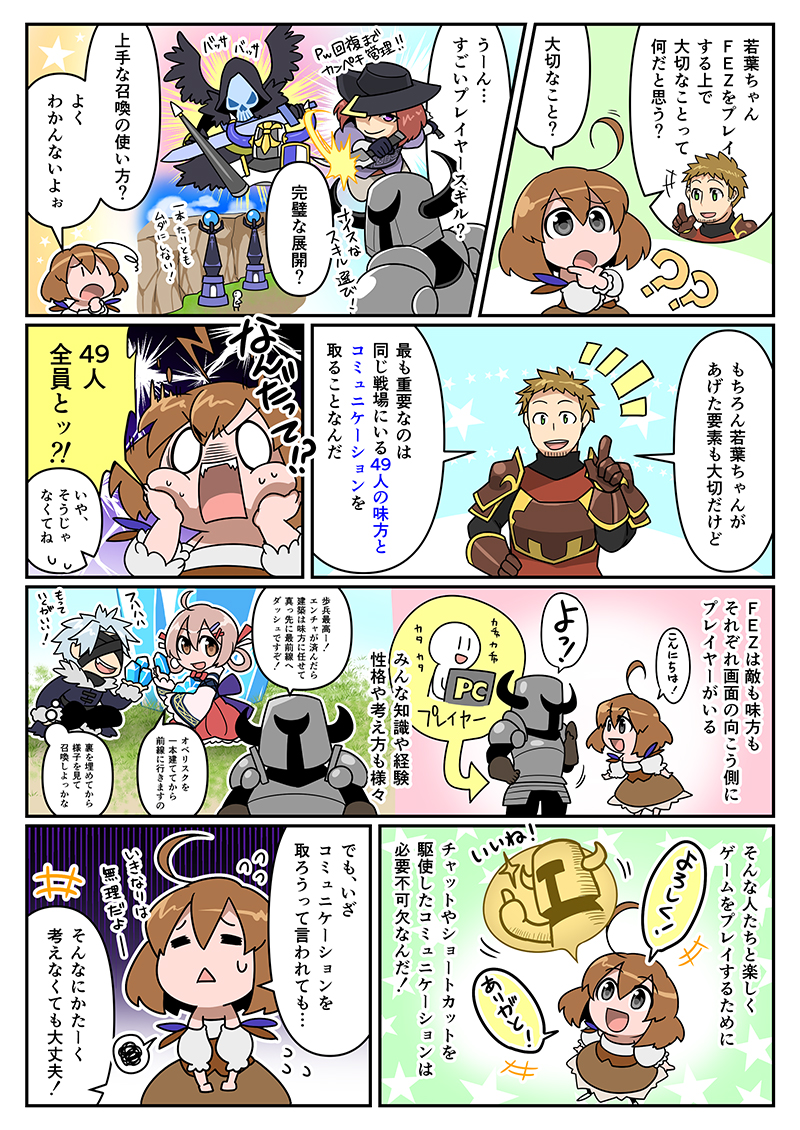 若葉ちゃん
FEZをプレイ
する上で
大切なことって
何だと思う?
大切なこと?
うーん…
すごいプレイヤースキル?
Pw回復まで
カンペキ管理!!
ナイスな
スキル選び!
バッサ
バッサ
完璧な展開?
一本たりとも
ムダにしない!
上手な召喚の使い方?
よく
わかんないよぉ
もちろん若葉ちゃんが
あげた要素も大切だけど
最も重要なのは
同じ戦場にいる49人の味方と
コミュニケーションを
取ることなんだ
なんだって!?
49人
全員とッ?!
いや、
そうじゃ
なくてね
FEZは敵も味方も
それぞれ画面の向こう側に
プレイヤーがいる
こんにちは!
よっ!
カチャカチャ
カタカタ
PC
プレイヤー
みんな知識や経験
性格や考え方も様々
歩兵最高ー!
エンチャが済んだら
建築は味方に任せて
真っ先に最前線へ
ダッシュですぞ!
オベリスクを
一本建ててから
前線に行きますの
フハハハ
もって
いくがいい!
裏を埋めてから
様子を見て
召喚しよっかな
そんな人たちと楽しく
ゲームをプレイするために
よろしく!
いいね!
ありがと!
チャットやショートカットを
駆使したコミュニケーションは
必要不可欠なんだ!
でも、いざ
コミュニケーションを
取ろうって言われても…
いきなりは
無理だよー
そんなにかたーく
考えなくても大丈夫!